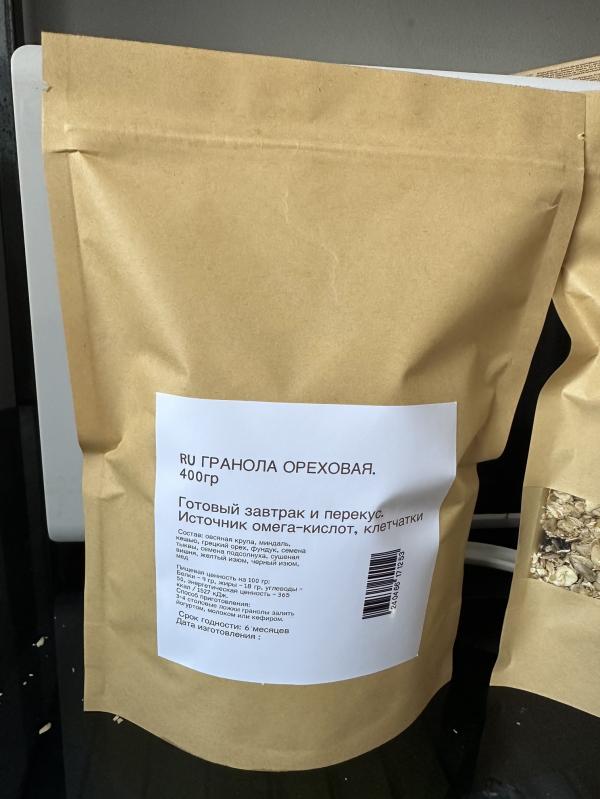 RU ГРАНОЛА ОРЕХОВАЯ.
400гр
Готовый завтрак и перекус.
Источник омега-кислот, клетчатки
Состав: овсяная крупа, миндаль,
кешью, грецкий орех, фундук, семена
тыквы, семена подсолнуха, сушеная
вишня, желтый изюм, черный изюм,
мед
Пищевая ценность на 100 гр:
Белки - 9 гр, жиры - 18 гр, углеводы -
50, энергетическая ценность - 365
ккал / 1527 кДж.
Способ приготовления:
3-4 столовые ложки гранолы залить
йогуртом, молоком или кефиром.
Срок годности: 6 месяцев
Дата изготовления :